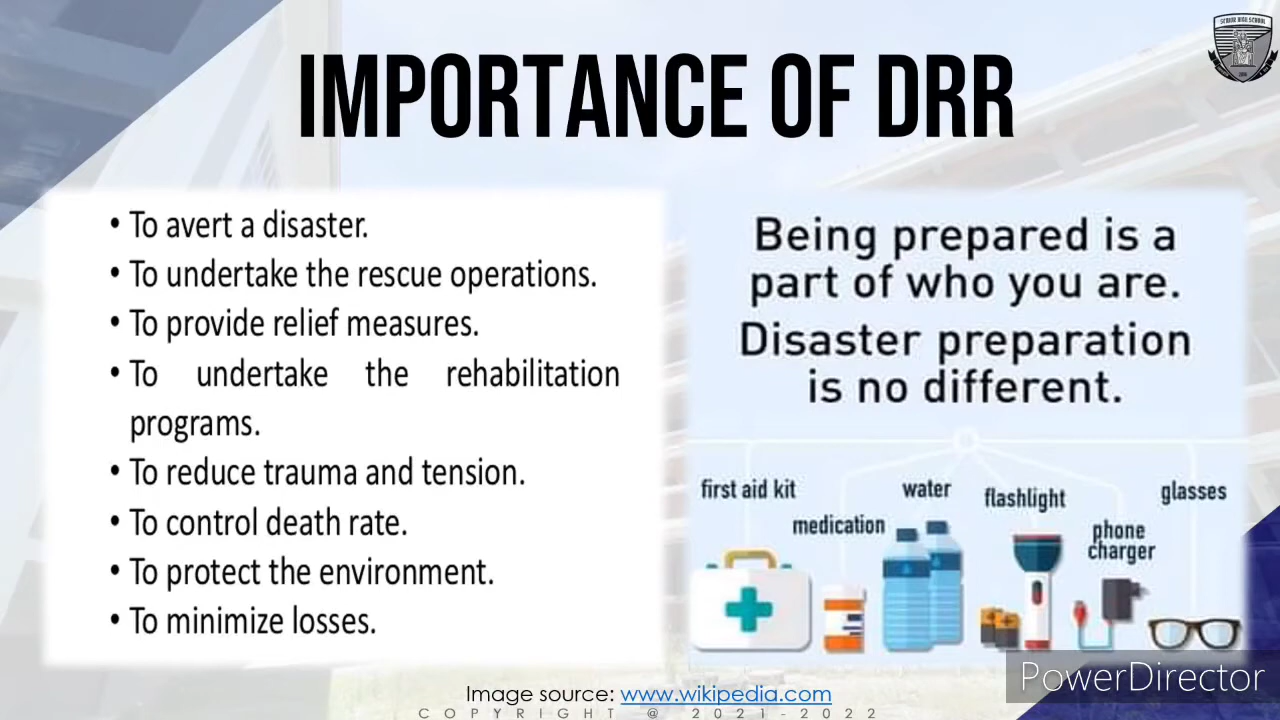 SENIOR HIGH SCHOOL
IMPORTANCE OF DRR
• To avert a disaster.
• To undertake the rescue operations.
• To provide relief measures.
• To undertake the rehabilitation
programs.
• To reduce trauma and tension.
• To control death rate.
• To protect the environment.
• To minimize losses.
Being prepared is a
part of who you are.
Disaster preparation
is no different.
first aid kit
medication
water
flashlight
phone
charger
glasses
PowerDirector
Image source: www.wikipedia.com
COPYRIGHT @ 2021-2022